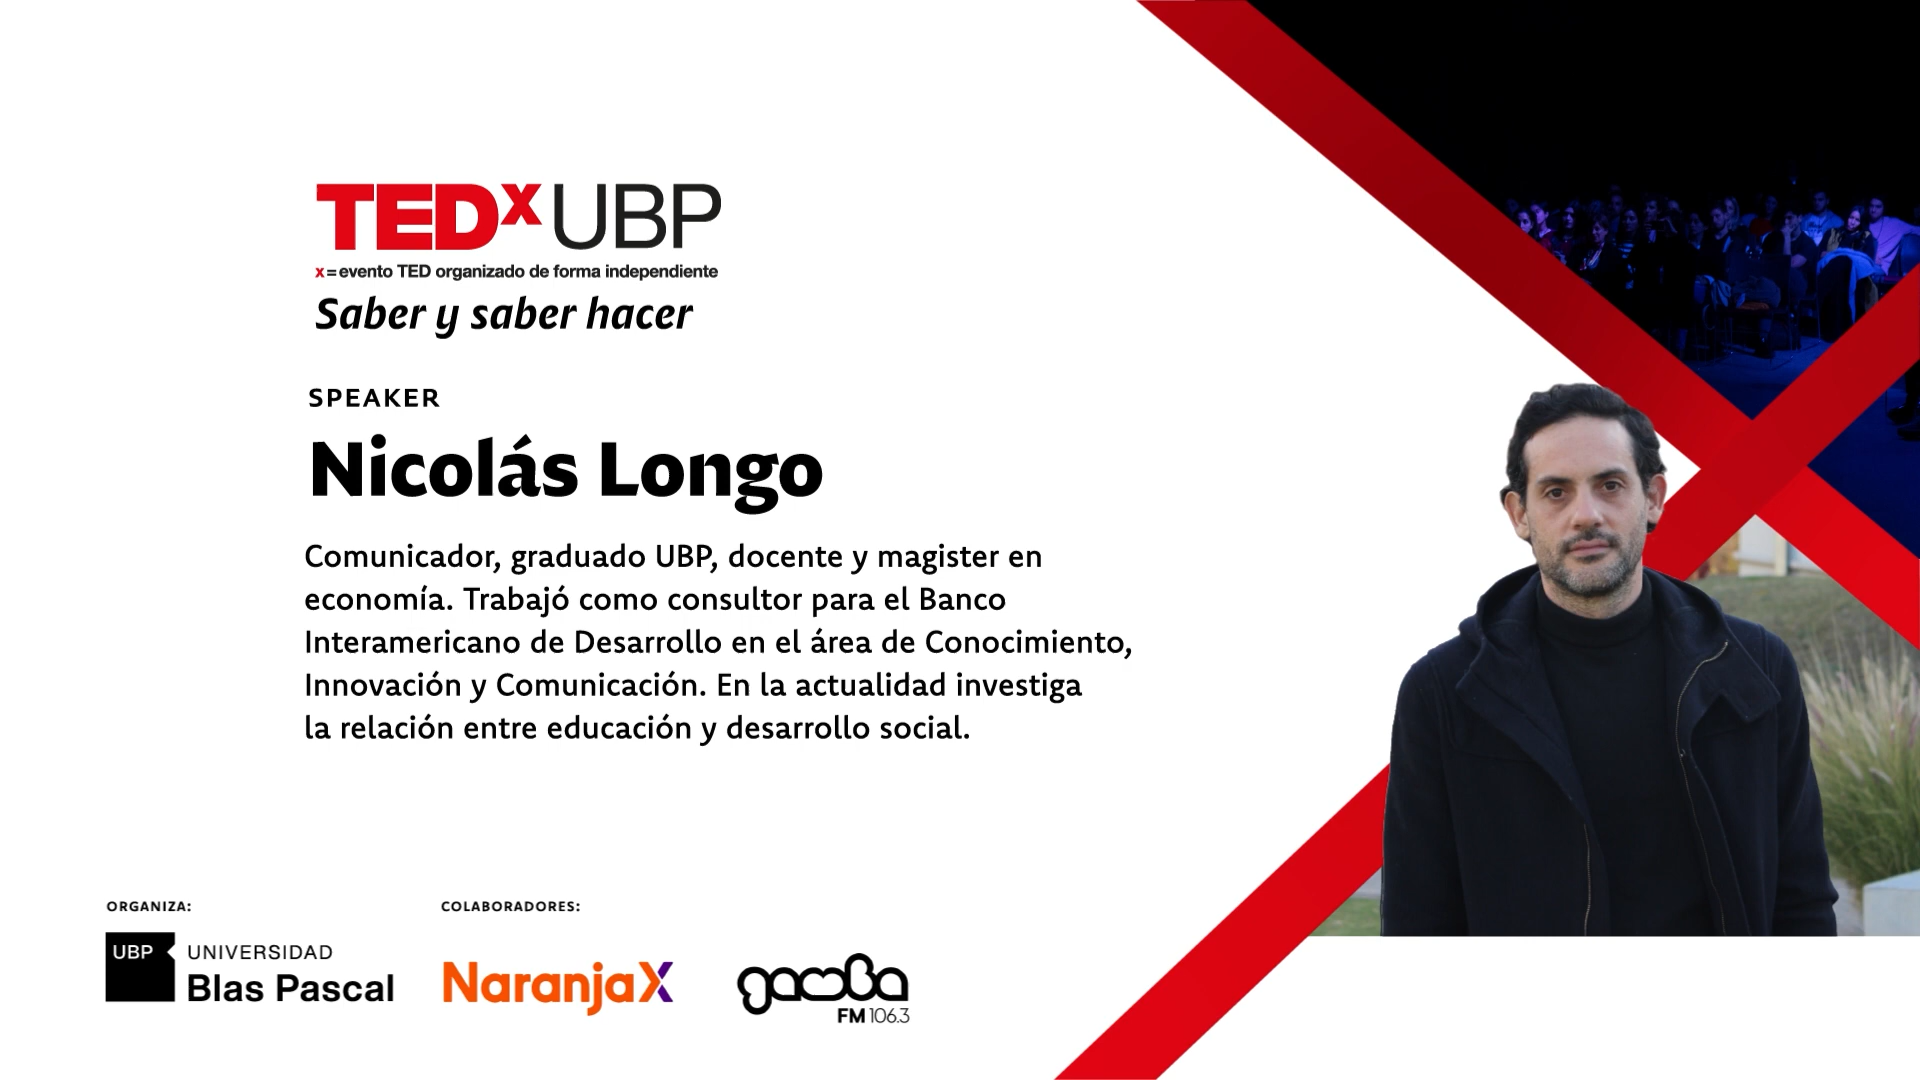 TEDxUBP
x=evento TED organizado de forma independiente
Saber y saber hacer
SPEAKER
Nicolás Longo
Comunicador, graduado UBP, docente y magister en
economía. Trabajó como consultor para el Banco
Interamericano de Desarrollo en el área de Conocimiento,
Innovación y Comunicación. En la actualidad investiga
la relación entre educación y desarrollo social.
ORGANIZA:
UBP UNIVERSIDAD
Blas Pascal
COLABORADORES:
NaranjaX
gamba
FM 106.3